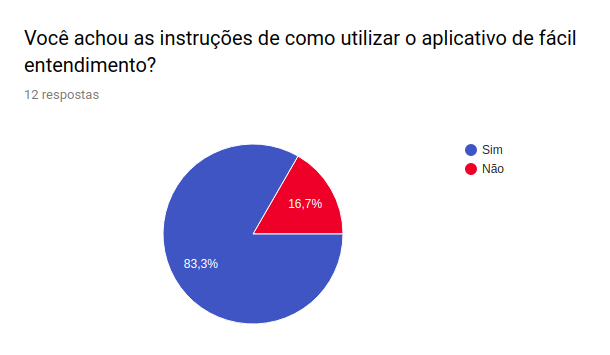 Você achou as instruções de como utilizar o aplicativo de fácil
entendimento?
12 respostas
Sim
Não
16,7%
83,3%